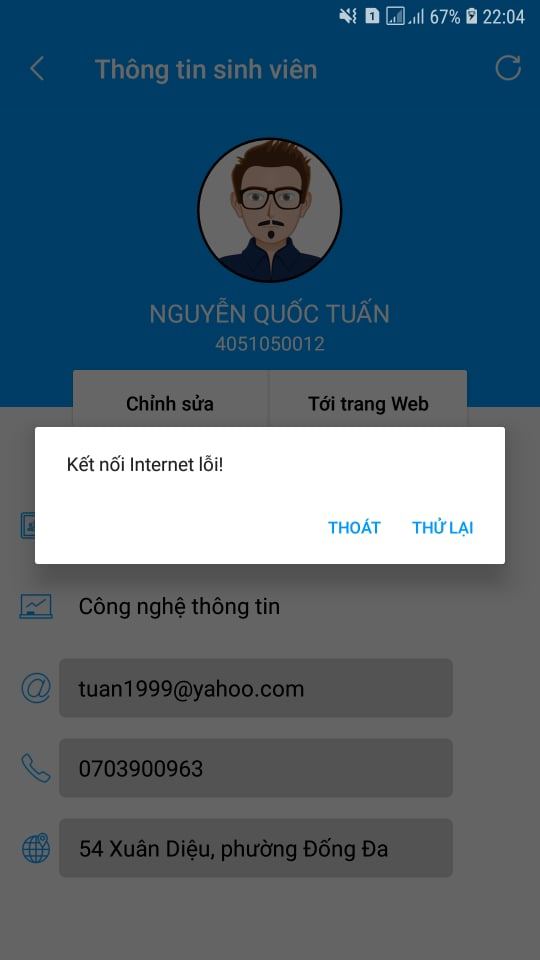 67% 22:04
Thông tin sinh viên
NGUYỄN QUỐC TUẤN
4051050012
Chỉnh sửa Tới trang Web
Kết nối Internet lỗi!
THOÁT THỬ LẠI
Công nghệ thông tin
tuan1999@yahoo.com
0703900963
54 Xuân Diệu, phường Đống Đa